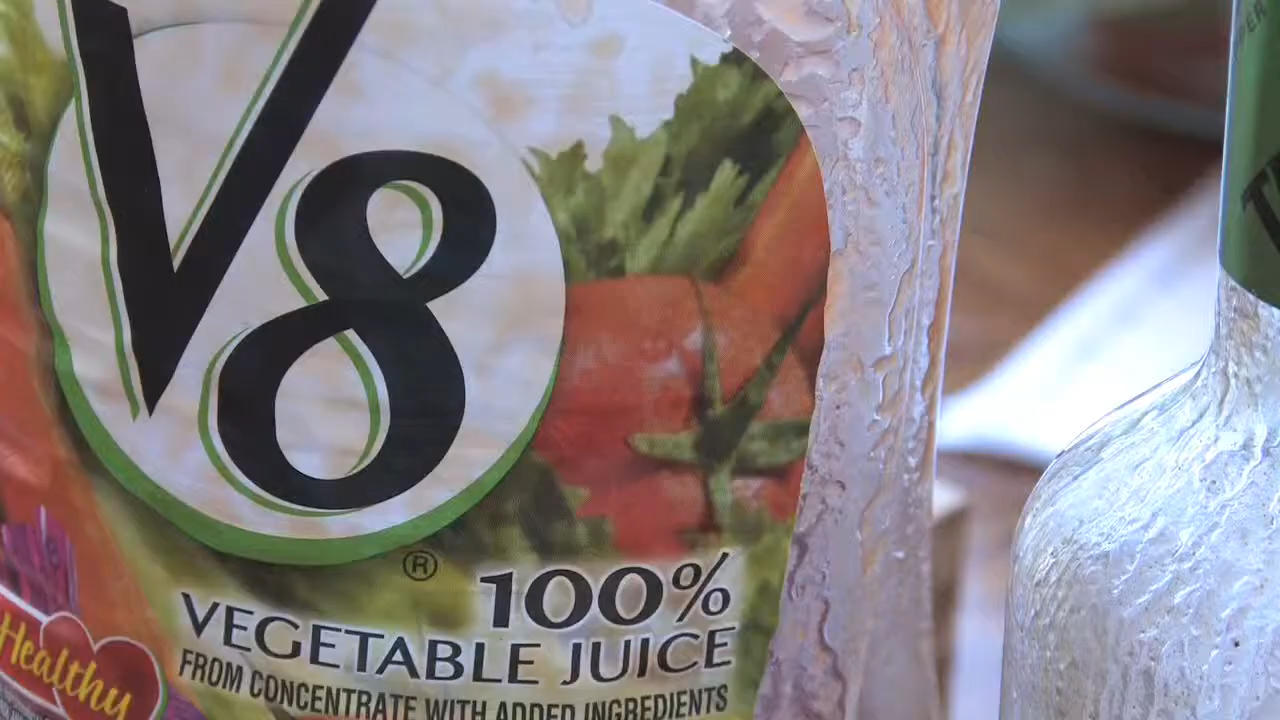 V8
®
100%
VEGETABLE JUICE
FROM CONCENTRATE WITH ADDED INGREDIENTS
Healthy